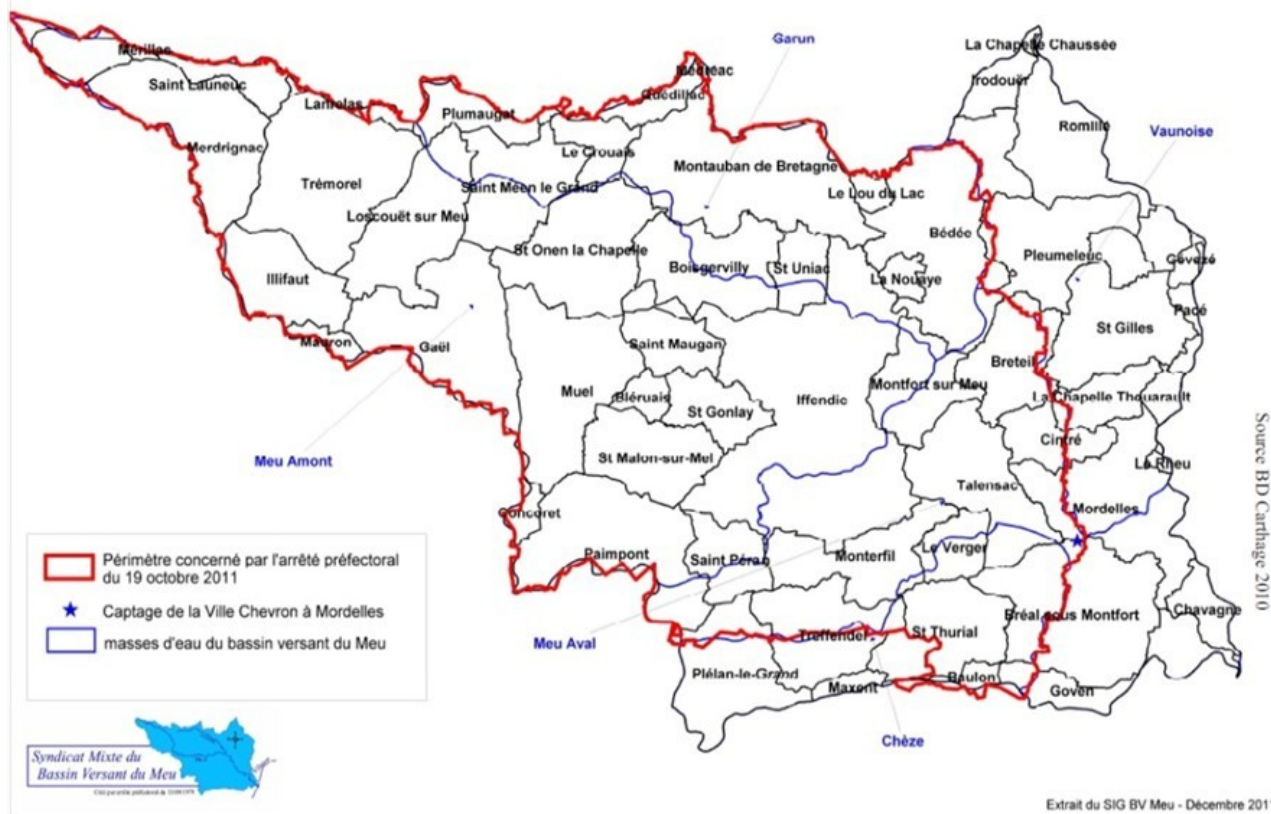 Garun
La Chapelle Chaussée
Mérillac
Médréac
Irodouër
Saint Launeuc
Quédillac
Lanrelas
Plumaugat
Romillé
Vaunoise
Merdrignac
Le Crouais
Montauban de Bretagne
Trémorel
Saint Méen le Grand
Le Lou du Lac
Loscouët sur Meu
Bédée
St Onen la Chapelle
Pleumeleuc
Gévezé
Boisgervilly
St Uniac
La Nouaye
Illifaut
Pacé
St Gilles
Mauron
Gaël
Saint Maugan
Breteil
Muel
Bléruais
Montfort sur Meu
La Chapelle Thouarault
St Gonlay
Iffendic
Cintré
Meu Amont
St Malon-sur-Mel
Le Rheu
Talensac
Concoret
Mordelles
Paimpont
Saint Péran
Monterfil
Le Verger
Bréal sous Montfort
Chavagne
Meu Aval
Treffendel
St Thurial
Plélan-le-Grand
Maxent
Baulon
Goven
Chèze
Périmètre concerné par l'arrêté préfectoral
du 19 octobre 2011
Captage de la Ville Chevron à Mordelles
masses d'eau du bassin versant du Meu
Syndicat Mixte du
Bassin Versant du Meu
Source BD Carthage 2010
Extrait du SIG BV Meu - Décembre 201